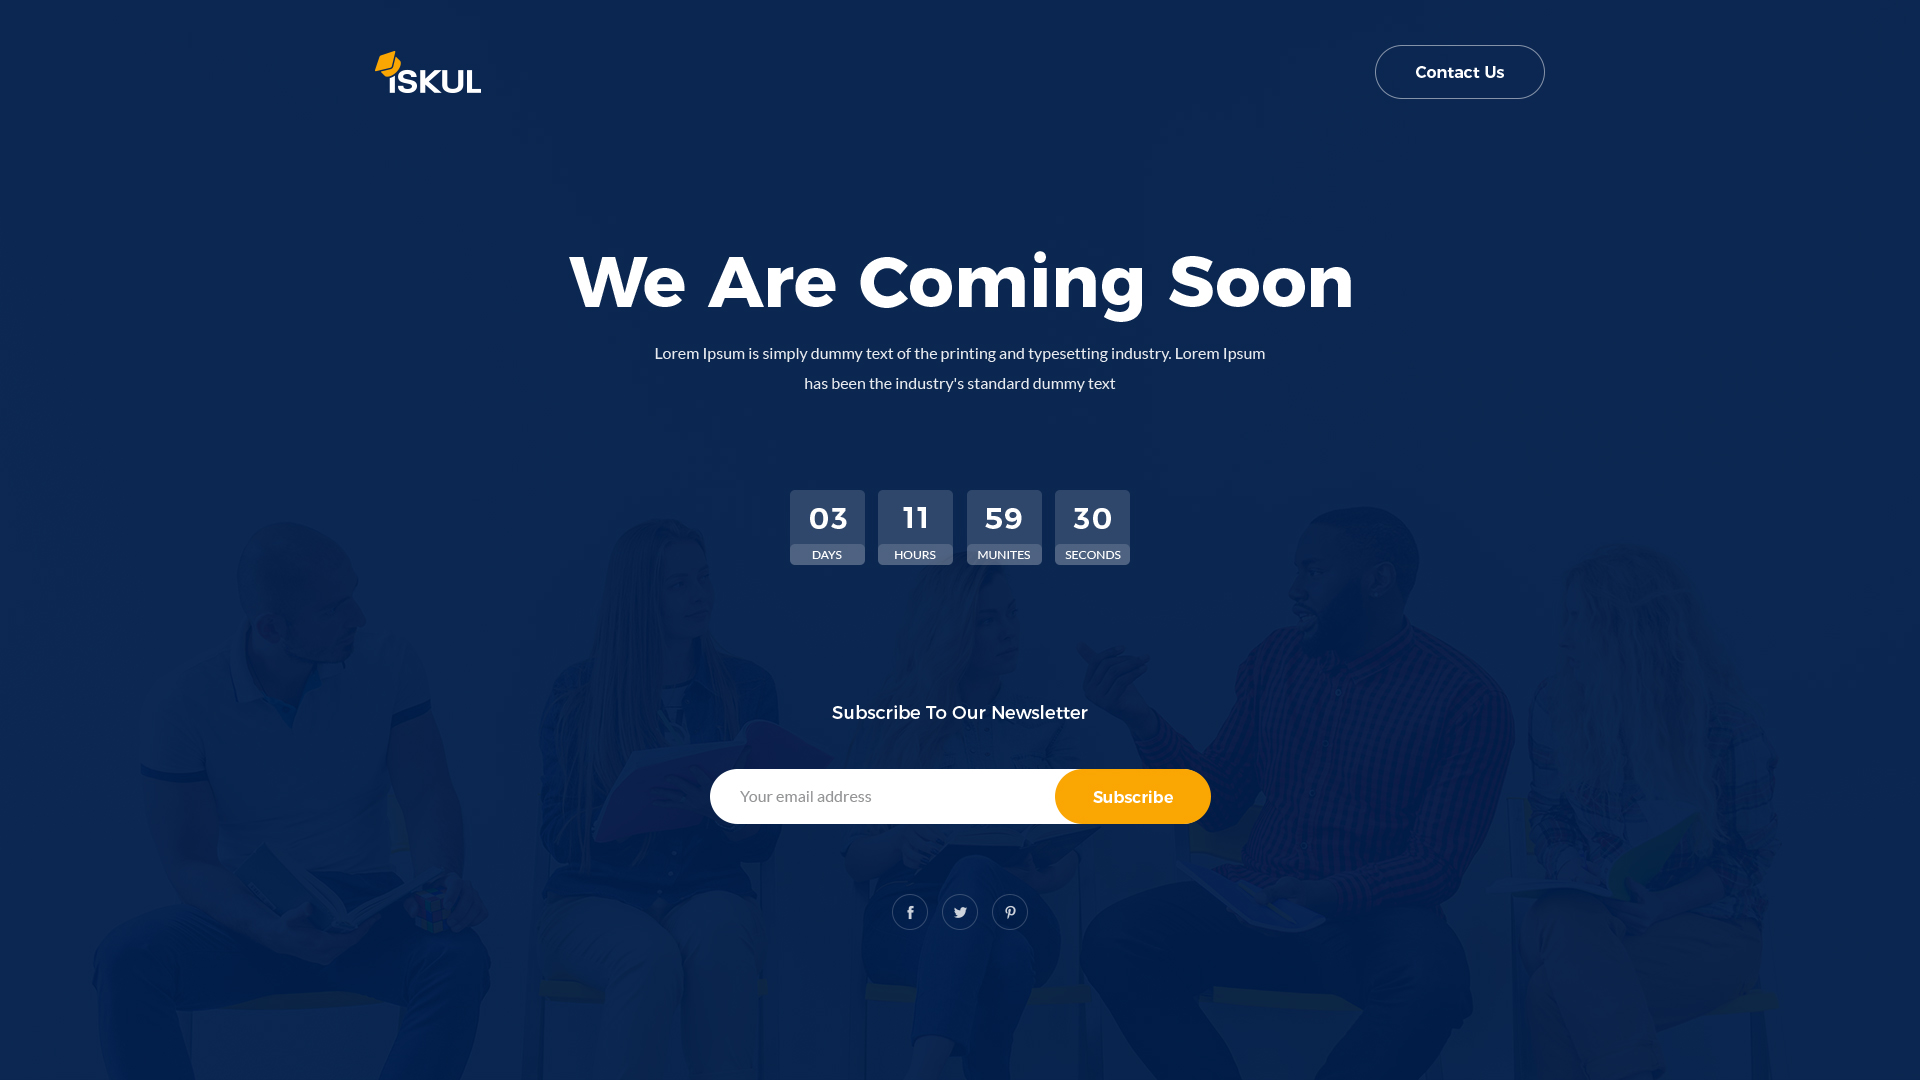 iSKUL
Contact Us
We Are Coming Soon
Lorem Ipsum is simply dummy text of the printing and typesetting industry. Lorem Ipsum
has been the industry's standard dummy text
03 11 59 30
DAYS HOURS MUNITES SECONDS
Subscribe To Our Newsletter
Your email address Subscribe